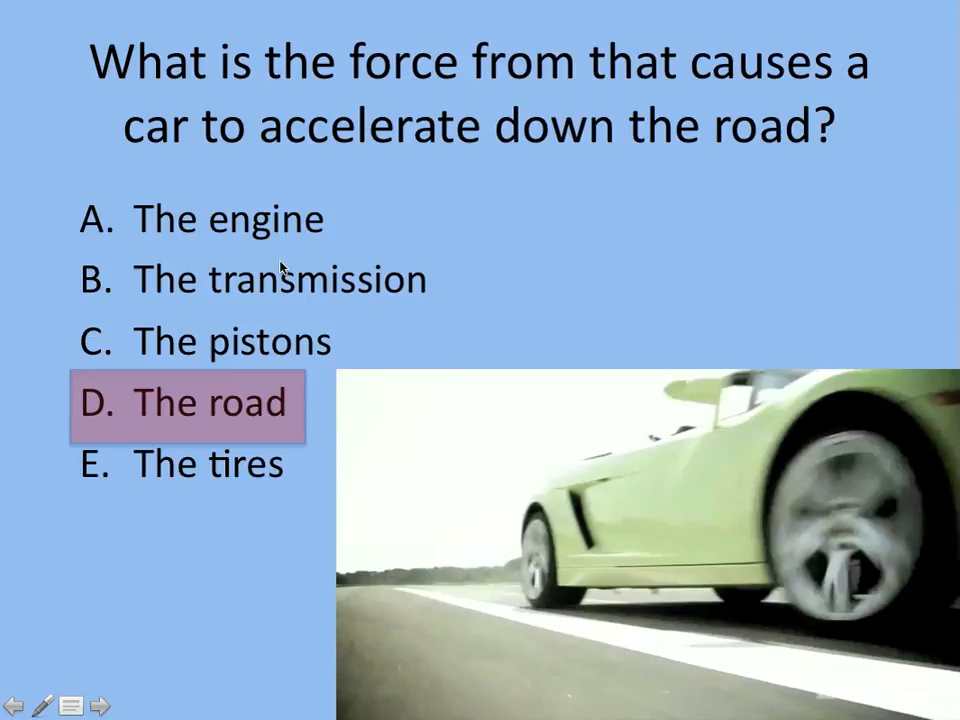 What is the force from that causes a
car to accelerate down the road?
A. The engine
B. The transmission
C. The pistons
D. The road
E. The tires